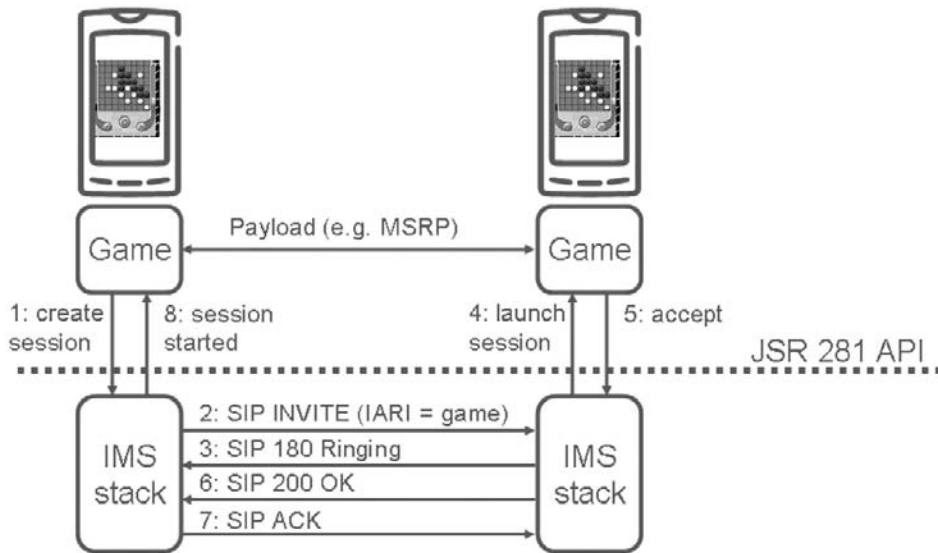 Game
Payload (e.g. MSRP)
Game
1: create
session
8: session
started
4: launch
session
5: accept
JSR 281 API
IMS
stack
2: SIP INVITE (IARI = game)
3: SIP 180 Ringing
6: SIP 200 OK
7: SIP ACK
IMS
stack